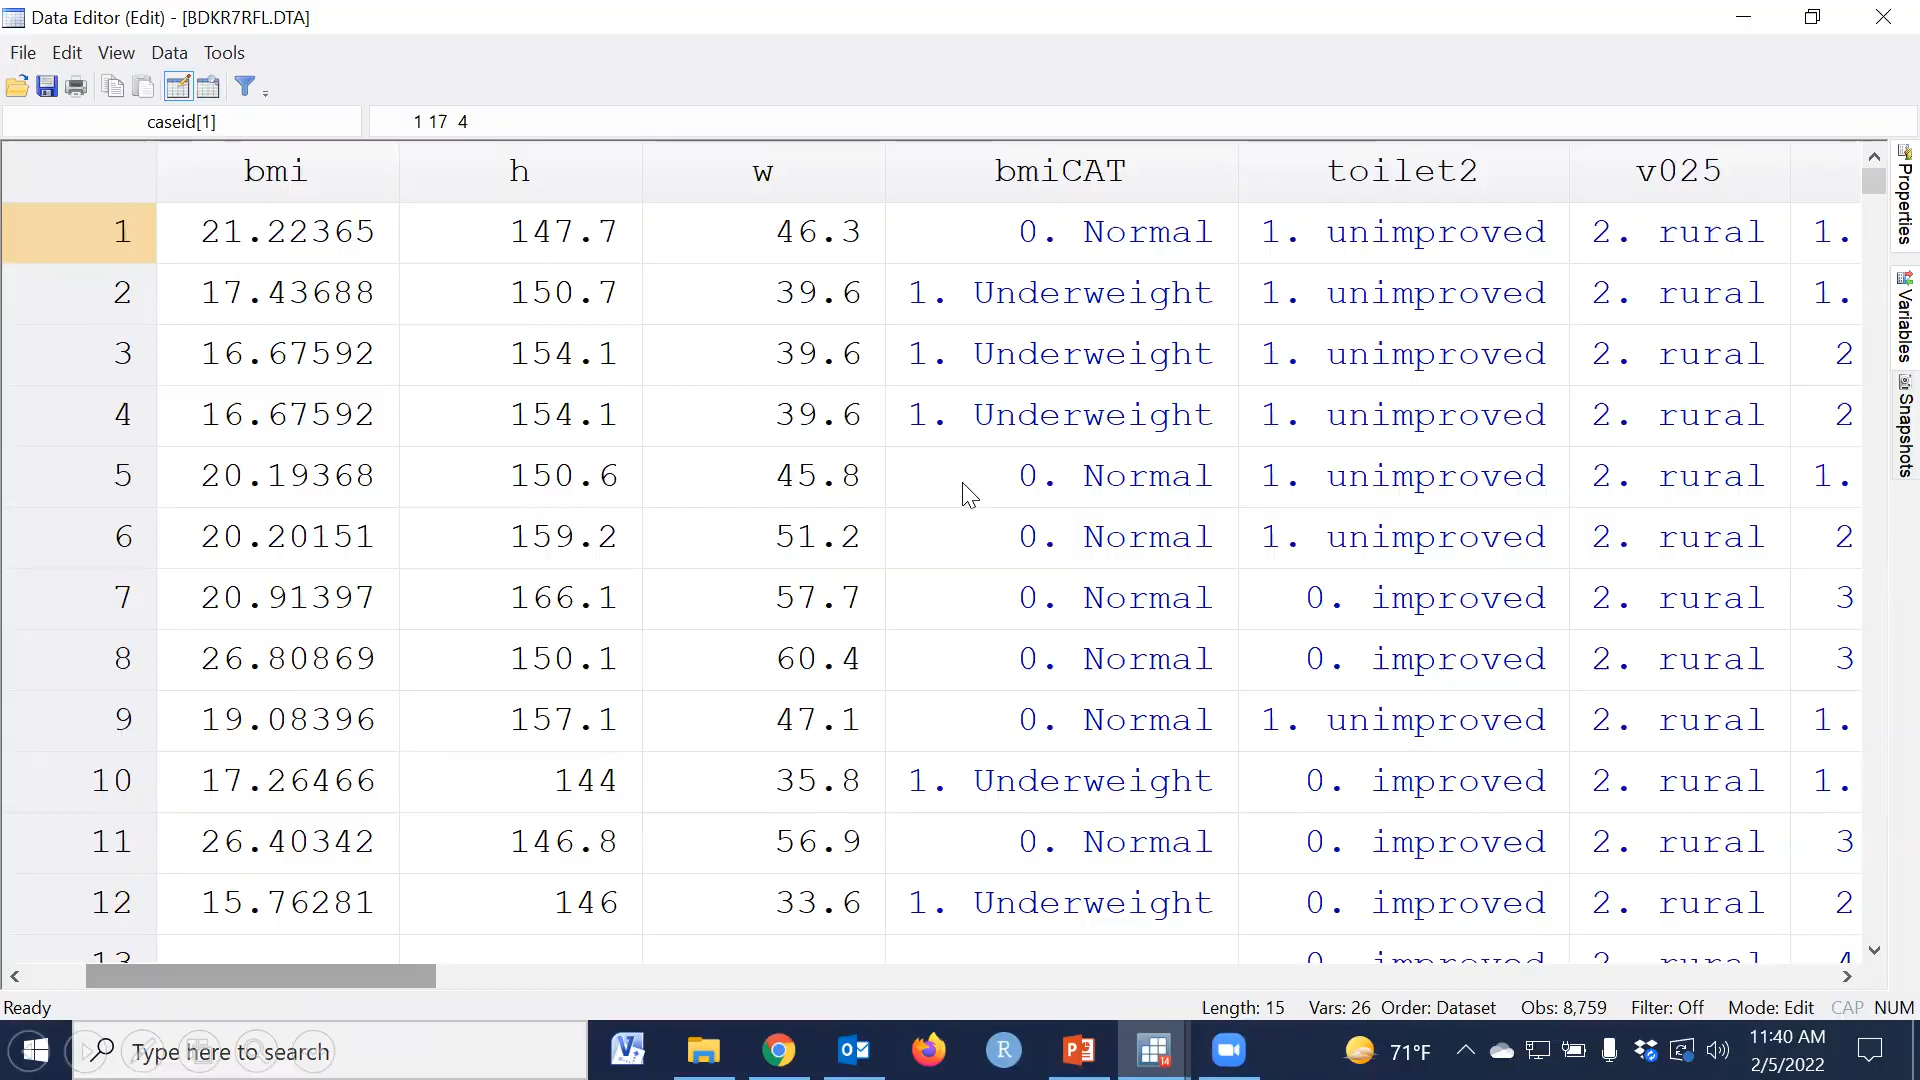 Data Editor (Edit) - [BDKR7RFL.DTA]
File Edit View Data Tools
caseid[1] 1 17 4
bmi h w bmiCAT toilet2 v025
1 21.22365 147.7 46.3 0. Normal 1. unimproved 2. rural 1.
2 17.43688 150.7 39.6 1. Underweight 1. unimproved 2. rural 1.
3 16.67592 154.1 39.6 1. Underweight 1. unimproved 2. rural 2
4 16.67592 154.1 39.6 1. Underweight 1. unimproved 2. rural 2
5 20.19368 150.6 45.8 0. Normal 1. unimproved 2. rural 1.
6 20.20151 159.2 51.2 0. Normal 1. unimproved 2. rural 2
7 20.91397 166.1 57.7 0. Normal 0. improved 2. rural 3
8 26.80869 150.1 60.4 0. Normal 0. improved 2. rural 3
9 19.08396 157.1 47.1 0. Normal 1. unimproved 2. rural 1.
10 17.26466 144 35.8 1. Underweight 0. improved 2. rural 1.
11 26.40342 146.8 56.9 0. Normal 0. improved 2. rural 3
12 15.76281 146 33.6 1. Underweight 0. improved 2. rural 2
13 0. improved 2. rural 4
Properties
Variables
Snapshots
Ready Length: 15 Vars: 26 Order: Dataset Obs: 8,759 Filter: Off Mode: Edit CAP NUM
Type here to search 71°F 11:40 AM
2/5/2022